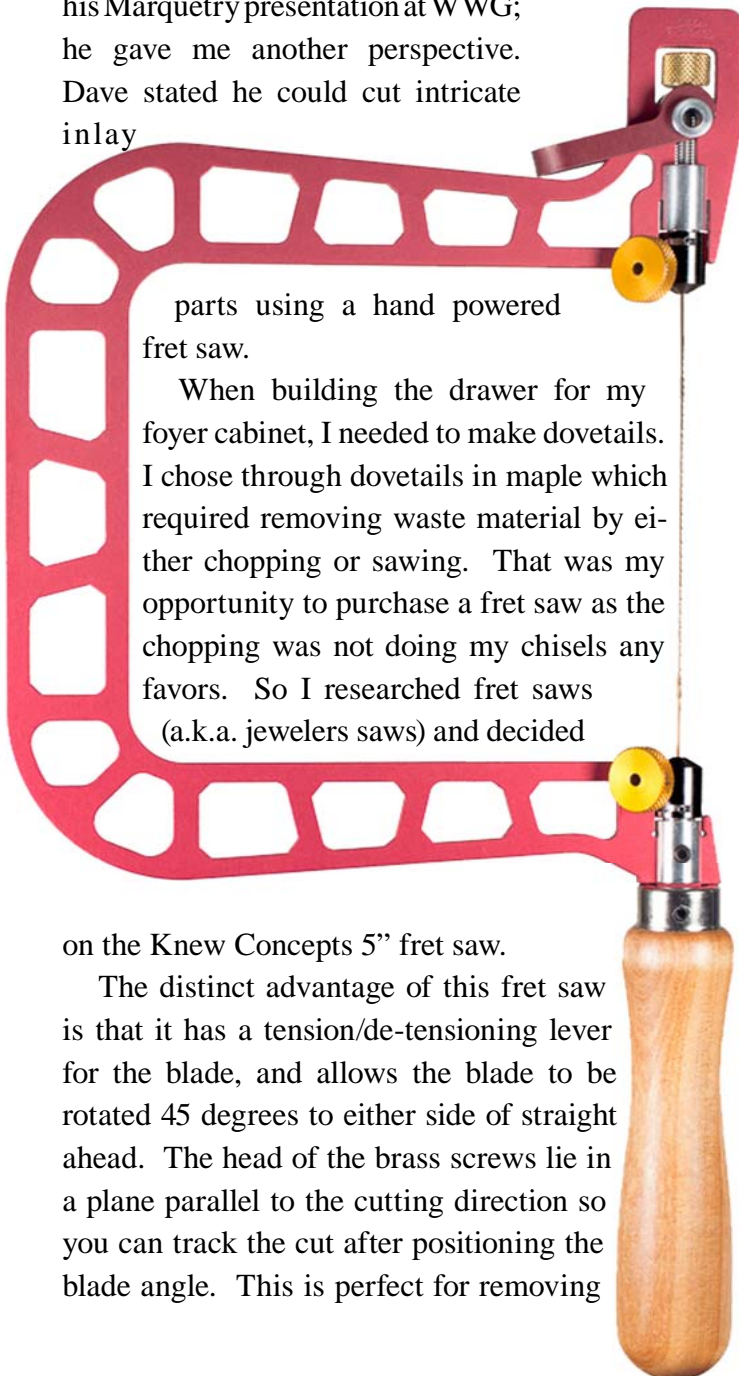 his Marquetry presentation at WWG;
he gave me another perspective.
Dave stated he could cut intricate
inlay
parts using a hand powered
fret saw.
When building the drawer for my
foyer cabinet, I needed to make dovetails.
I chose through dovetails in maple which
required removing waste material by ei-
ther chopping or sawing. That was my
opportunity to purchase a fret saw as the
chopping was not doing my chisels any
favors. So I researched fret saws
(a.k.a. jewelers saws) and decided
on the Knew Concepts 5” fret saw.
The distinct advantage of this fret saw
is that it has a tension/de-tensioning lever
for the blade, and allows the blade to be
rotated 45 degrees to either side of straight
ahead. The head of the brass screws lie in
a plane parallel to the cutting direction so
you can track the cut after positioning the
blade angle. This is perfect for removing